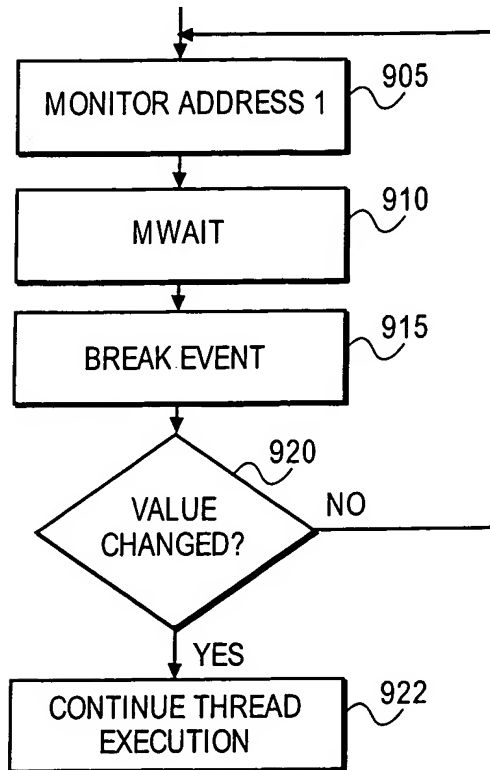 MONITOR ADDRESS 1
905
MWAIT
910
BREAK EVENT
915
920
VALUE
CHANGED?
NO
YES
CONTINUE THREAD
EXECUTION
922